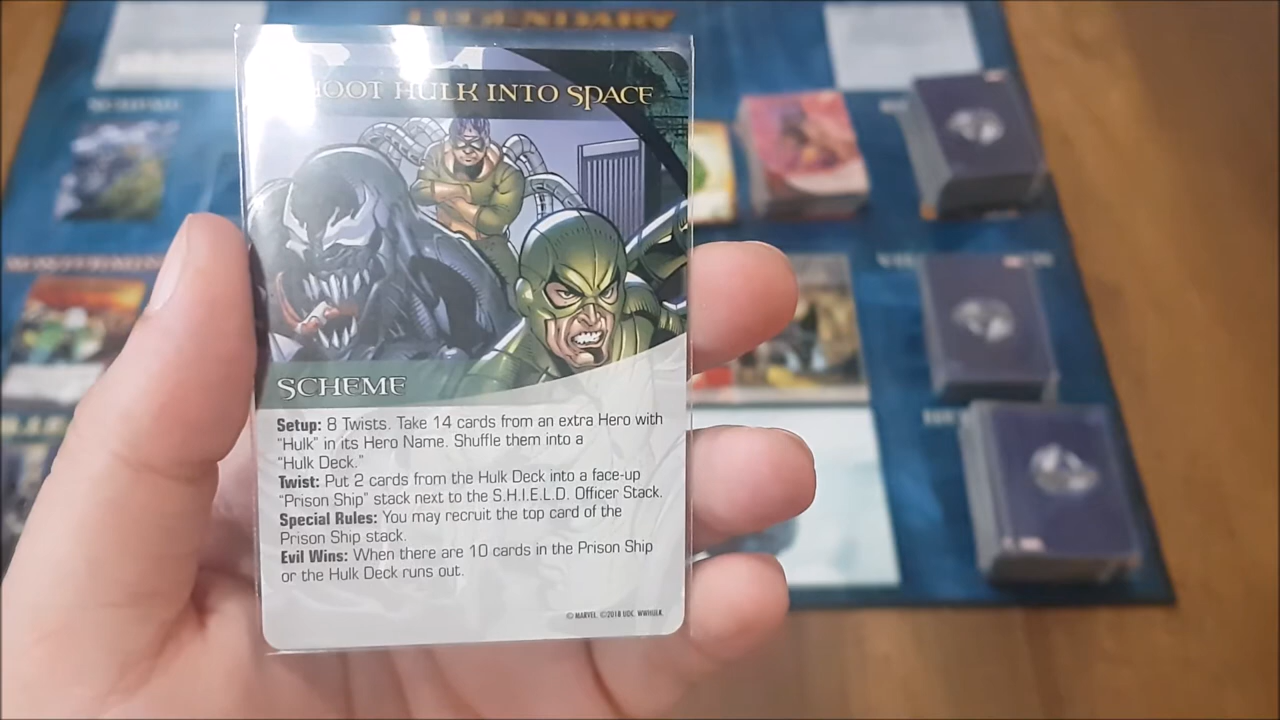 LEGENDARY
HOOT HULK INTO SPACE
SCHEME
Setup: 8 Twists. Take 14 cards from an extra Hero with
"Hulk" in its Hero Name. Shuffle them into a
"Hulk Deck."
Twist: Put 2 cards from the Hulk Deck into a face-up
"Prison Ship" stack next to the S.H.I.E.L.D. Officer Stack.
Special Rules: You may recruit the top card of the
Prison Ship stack.
Evil Wins: When there are 10 cards in the Prison Ship
or the Hulk Deck runs out.
© MARVEL. ©2018 UDC. WWHULK.